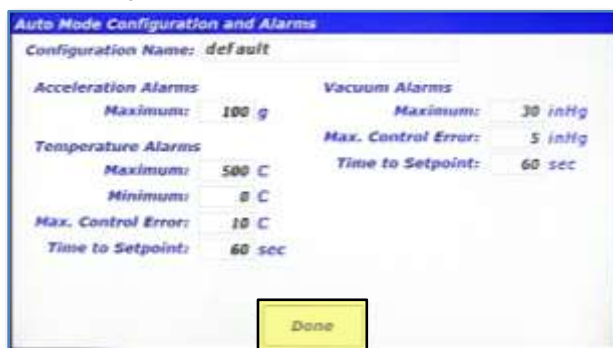 Auto Mode Configuration and Alarms
Configuration Name: default
Acceleration Alarms
Maximum: 100 g
Temperature Alarms
Maximum: 500 C
Minimum: 0 C
Max. Control Error: 10 C
Time to Setpoint: 60 sec
Vacuum Alarms
Maximum: 30 inHg
Max. Control Error: 5 inHg
Time to Setpoint: 60 sec
Done